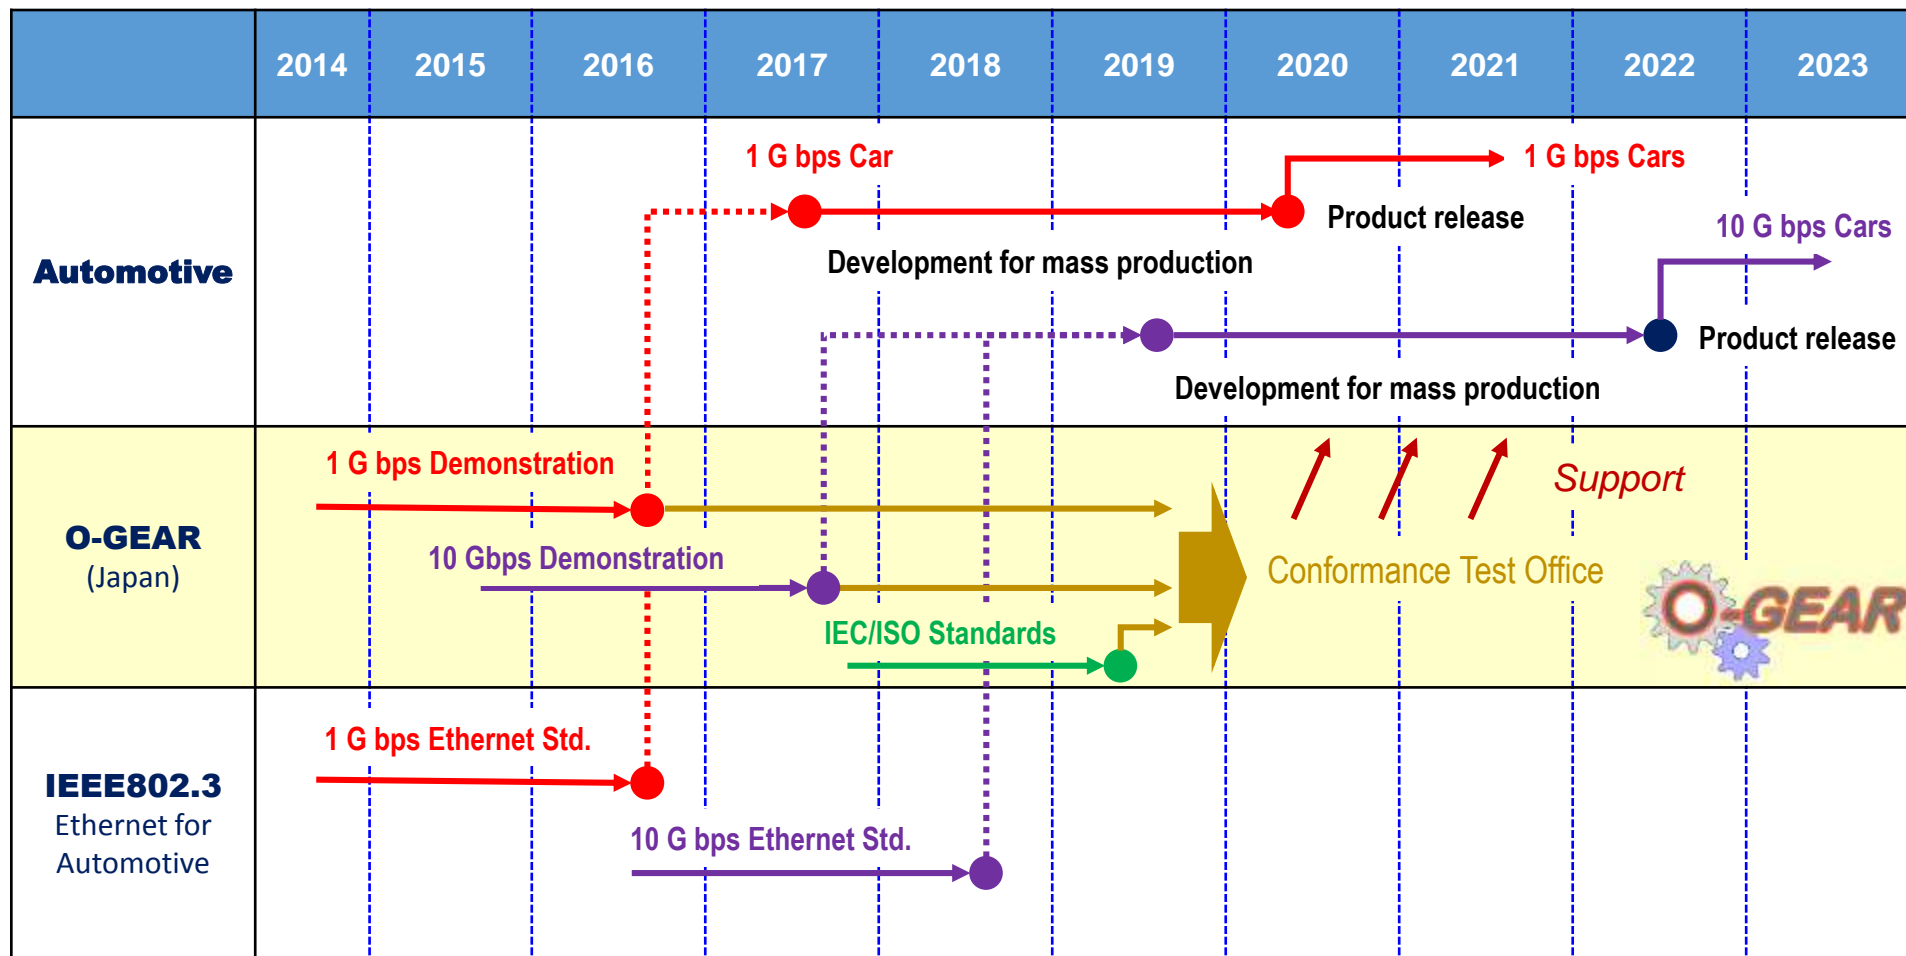 2014 2015 2016 2017 2018 2019 2020 2021 2022 2023
Automotive
1 G bps Car
1 G bps Cars
Product release
10 G bps Cars
Development for mass production
Product release
Development for mass production
O-GEAR
(Japan)
1 G bps Demonstration
Support
10 Gbps Demonstration
Conformance Test Office
IEC/ISO Standards
O-GEAR
IEEE802.3
Ethernet for
Automotive
1 G bps Ethernet Std.
10 G bps Ethernet Std.